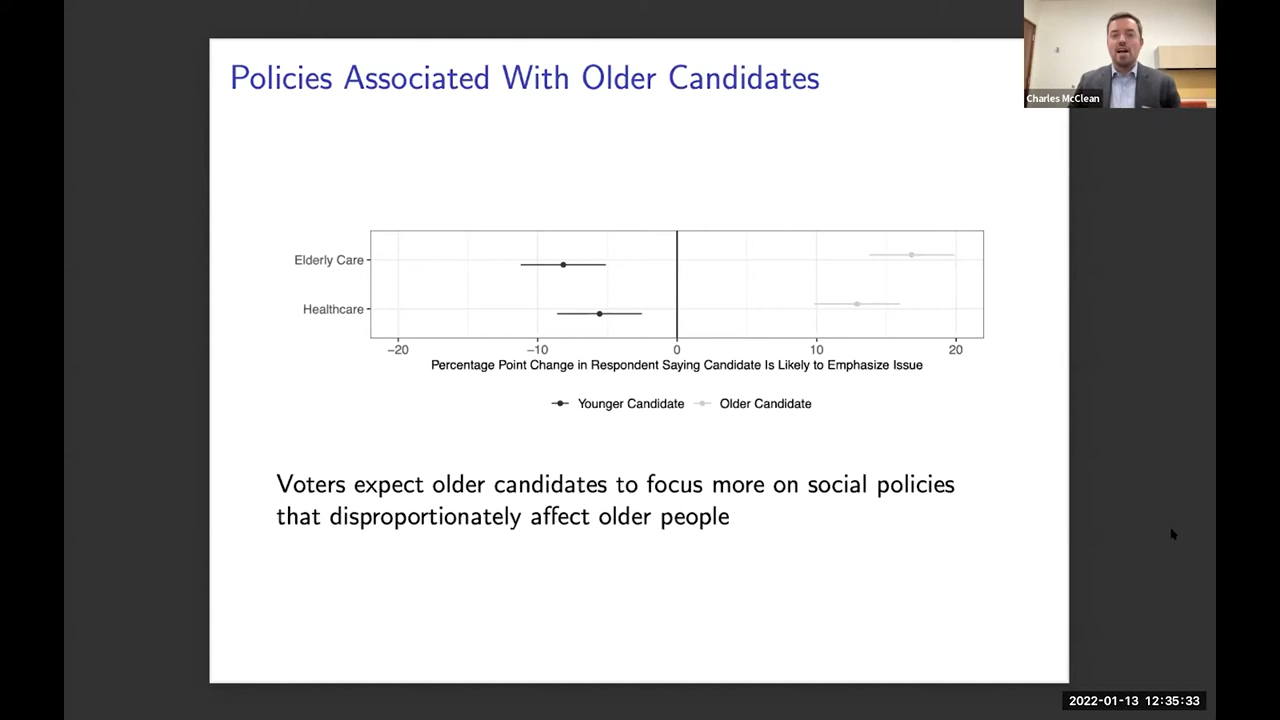 Policies Associated With Older Candidates
Charles McClean
Elderly Care
Healthcare
−20 −10 0 10 20
Percentage Point Change in Respondent Saying Candidate Is Likely to Emphasize Issue
Younger Candidate Older Candidate
Voters expect older candidates to focus more on social policies
that disproportionately affect older people
2022-01-13 12:35:33